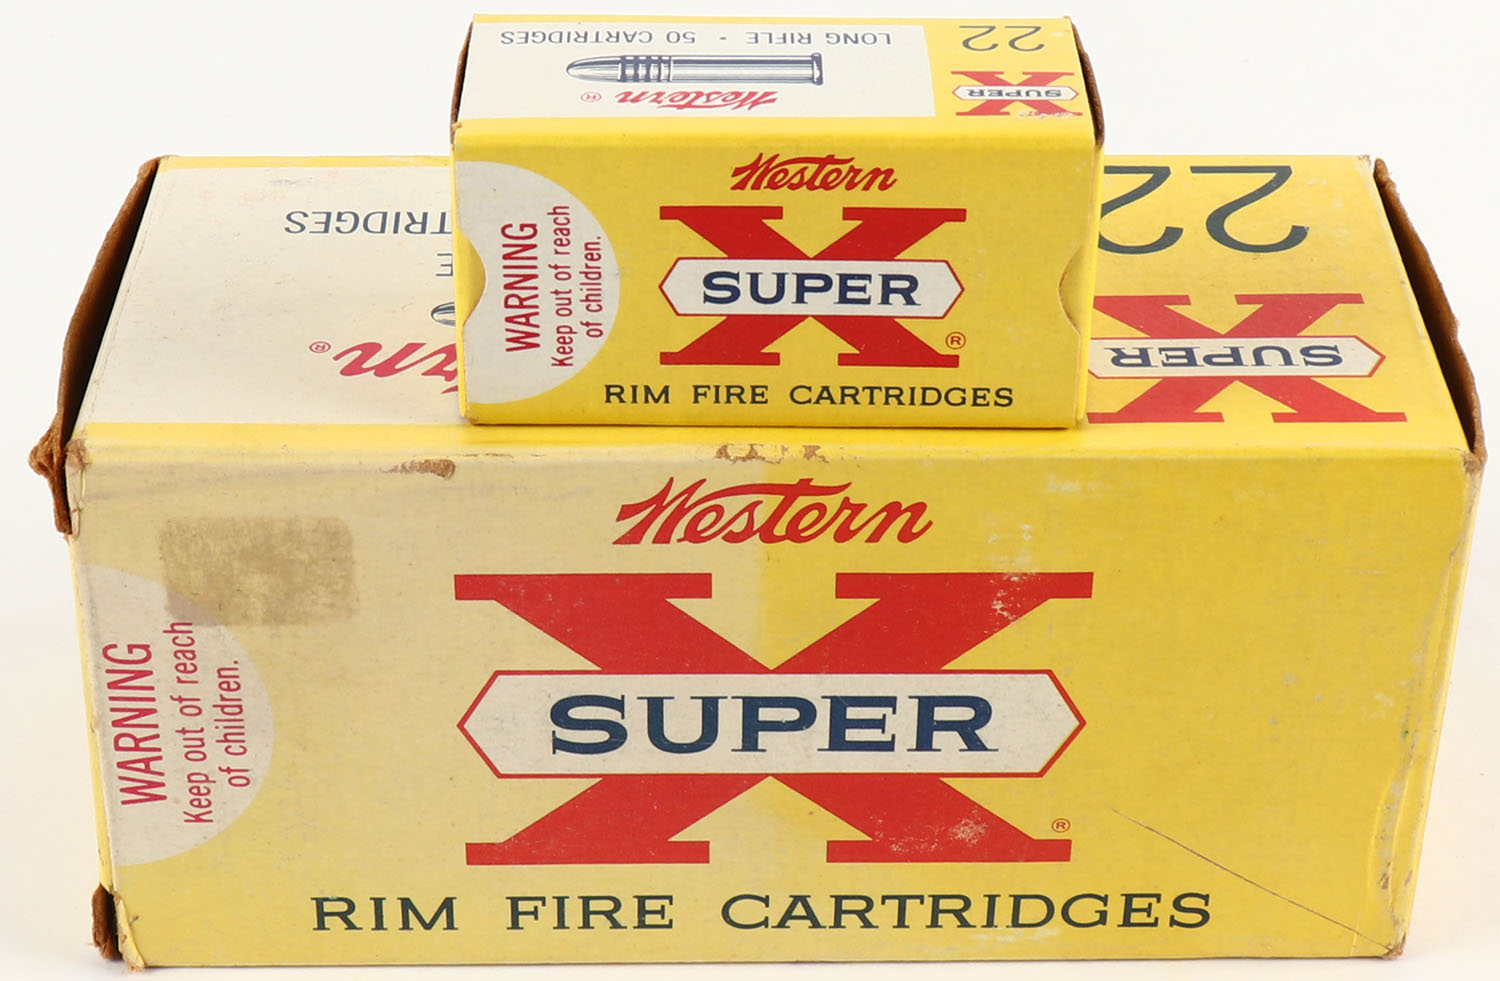 22
LONG RIFLE • 50 CARTRIDGES
Western ®
SUPER X
Western
X
SUPER
®
RIM FIRE CARTRIDGES
WARNING
Keep out of reach
of children.
22
SUPER X
®
Western
X
SUPER
®
RIM FIRE CARTRIDGES
WARNING
Keep out of reach
of children.